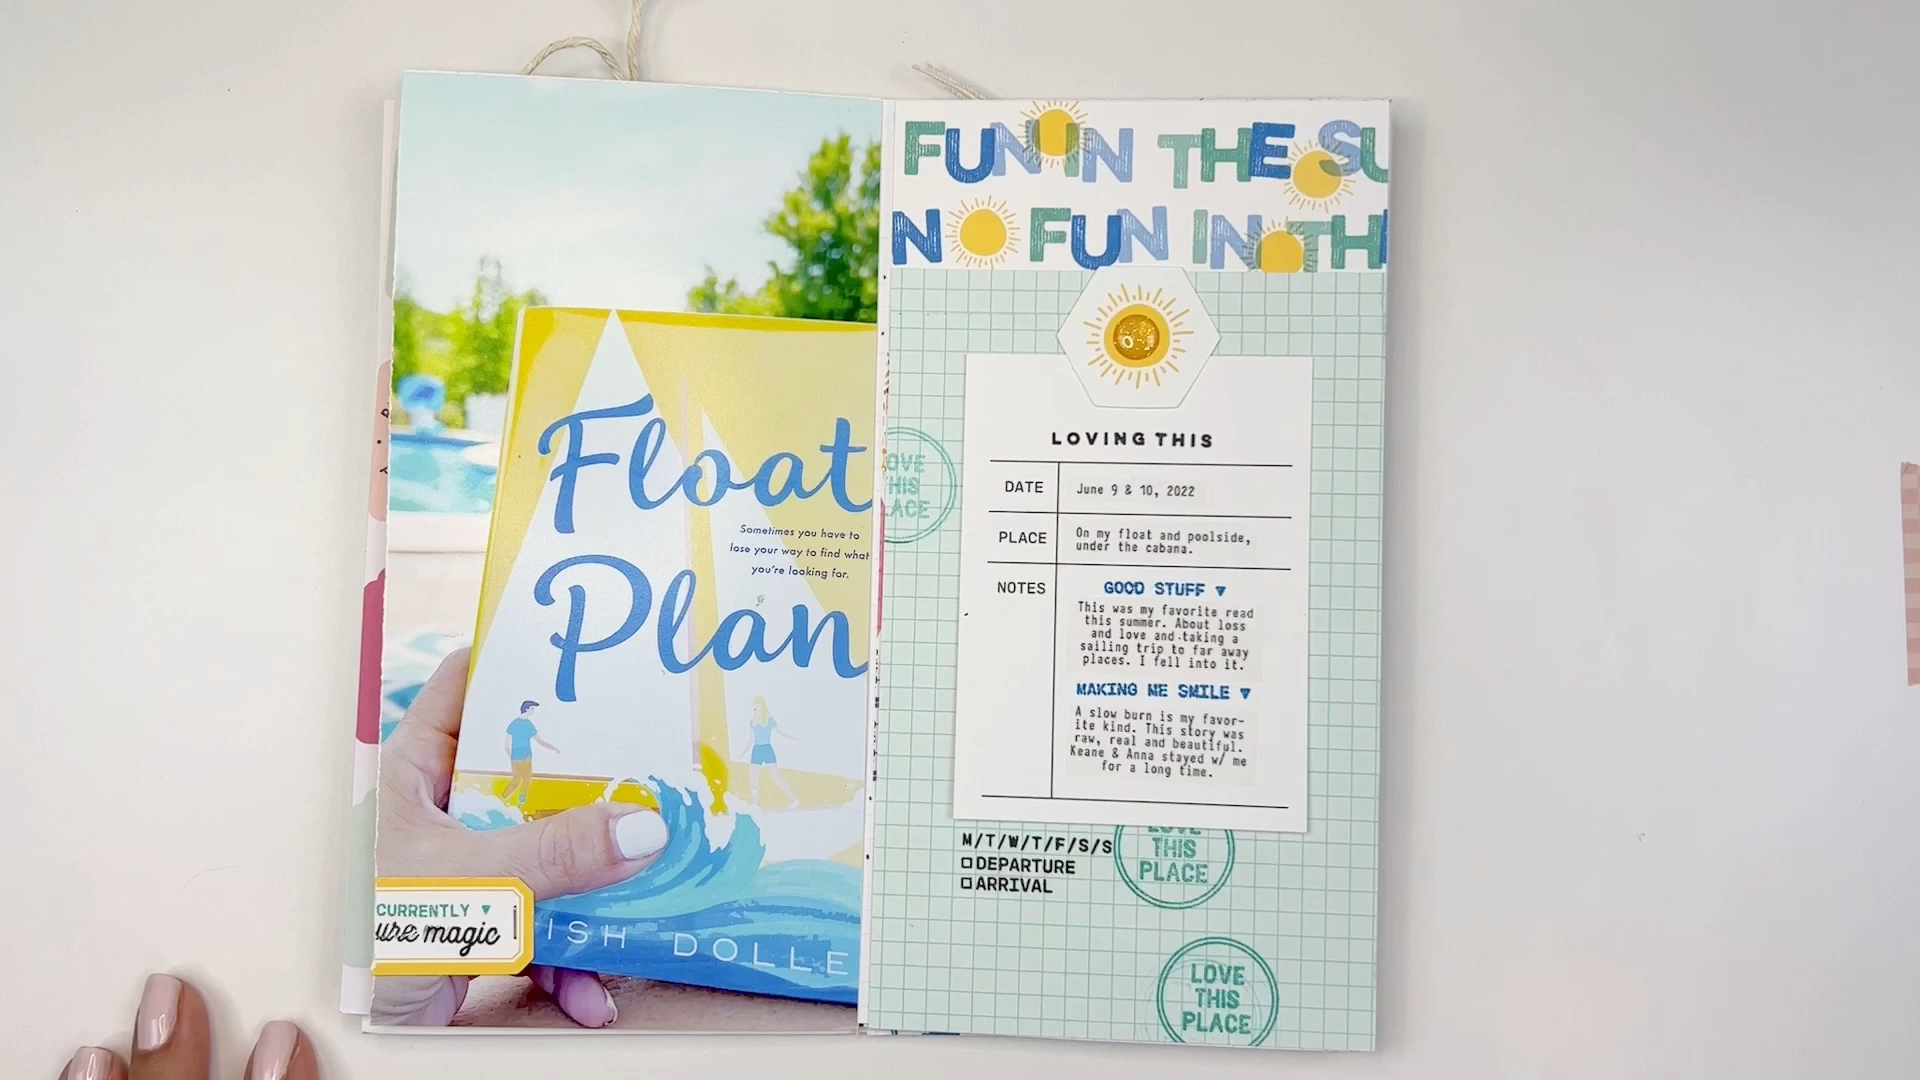 Float
Sometimes you have to
lose your way to find what
you're looking for.
Plan
ISH DOLLE
CURRENTLY
ure magic
FUN IN THE SU
N FUN IN TH
LOVING THIS
DATE
June 9 & 10, 2022
PLACE
On my float and poolside,
under the cabana.
NOTES
GOOD STUFF
This was my favorite read
this summer. About loss
and love and taking a
sailing trip to far away
places. I fell into it.
MAKING ME SMILE
A slow burn is my favor-
ite kind. This story was
raw, real and beautiful.
Keane & Anna stayed w/ me
for a long time.
OVE
HIS
LACE
M/T/W/T/F/S/S
DEPARTURE
ARRIVAL
LOVE
THIS
PLACE
LOVE
THIS
PLACE